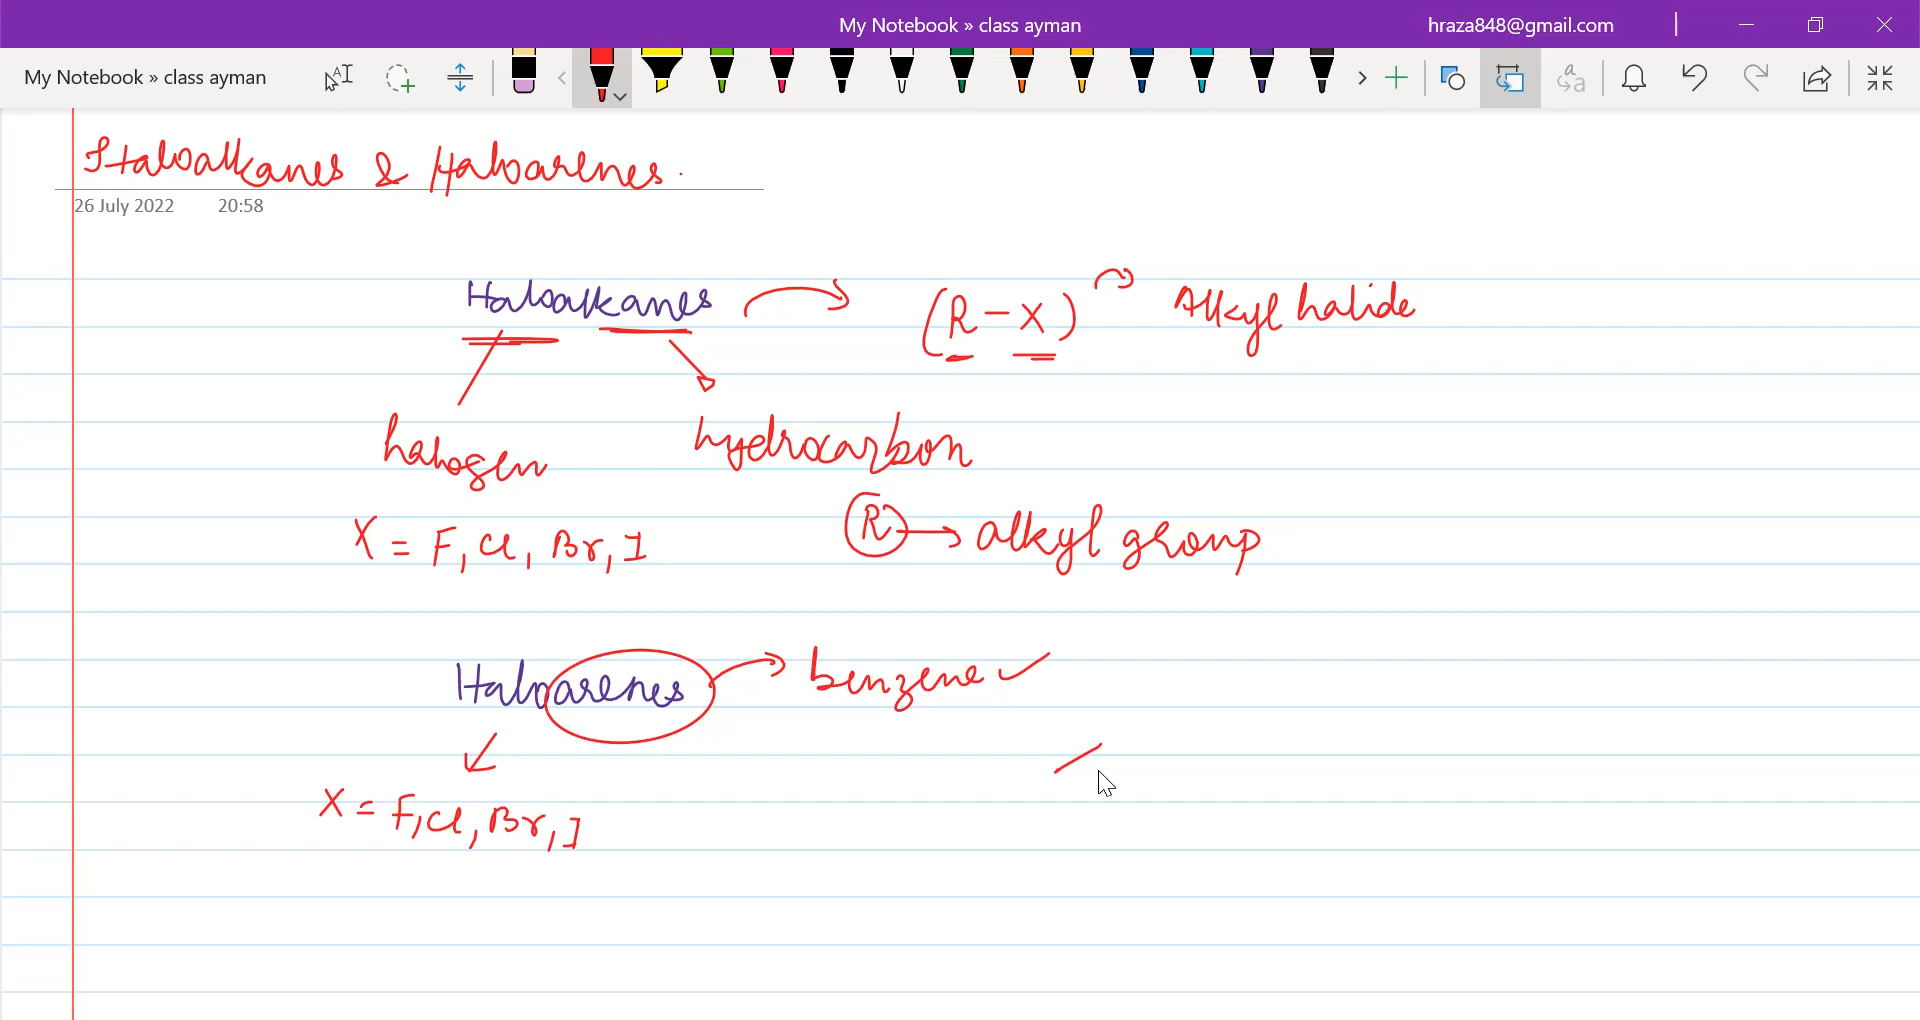 My Notebook » class ayman
hraza848@gmail.com
My Notebook » class ayman
Haloalkanes & Haloarenes.
26 July 2022 20:58
Haloalkanes (R-X) Alkyl halide
halogen hydrocarbon
X = F, Cl, Br, I R → alkyl group
Haloarenes → benzene ✓
X = F, Cl, Br, I